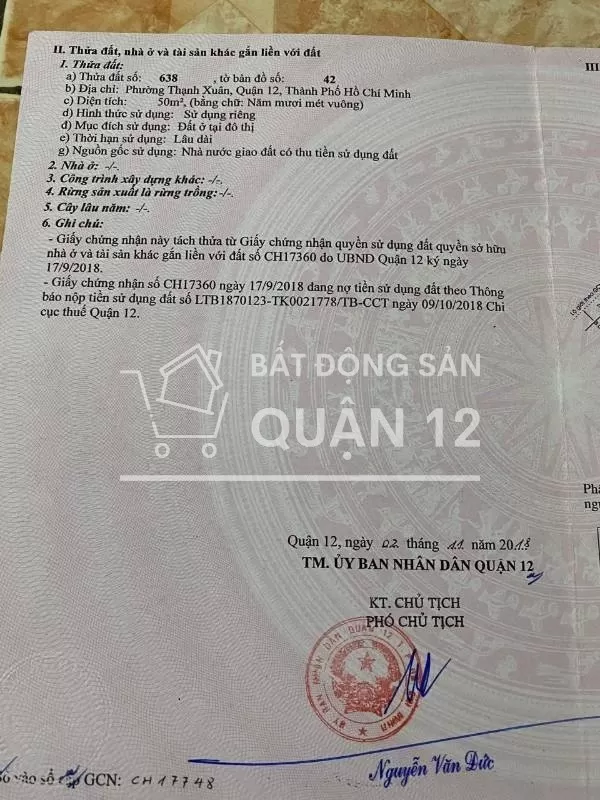 II. Thửa đất, nhà ở và tài sản khác gắn liền với đất
III
1. Thửa đất:
a) Thửa đất số: 638 , tờ bản đồ số: 42
b) Địa chỉ: Phường Thạnh Xuân, Quận 12, Thành Phố Hồ Chí Minh
c) Diện tích: 50m², (bằng chữ: Năm mươi mét vuông)
d) Hình thức sử dụng: Sử dụng riêng
đ) Mục đích sử dụng: Đất ở tại đô thị
e) Thời hạn sử dụng: Lâu dài
g) Nguồn gốc sử dụng: Nhà nước giao đất có thu tiền sử dụng đất
2. Nhà ở: -/-.
3. Công trình xây dựng khác: -/-.
4. Rừng sản xuất là rừng trồng:-/-.
5. Cây lâu năm: -/-.
6. Ghi chú:
- Giấy chứng nhận này tách thửa từ Giấy chứng nhận quyền sử dụng đất quyền sở hữu
nhà ở và tài sản khác gắn liền với đất số CH17360 do UBND Quận 12 ký ngày
17/9/2018.
- Giấy chứng nhận số CH17360 ngày 17/9/2018 đang nợ tiền sử dụng đất theo Thông
báo nộp tiền sử dụng đất số LTB1870123-TK0021778/TB-CCT ngày 09/10/2018 Chi
cục thuế Quận 12.
BẤT ĐỘNG SẢN
QUẬN 12
Quận 12, ngày 02 tháng 11 năm 2018
TM. ỦY BAN NHÂN DÂN QUẬN 12
KT. CHỦ TỊCH
PHÓ CHỦ TỊCH
Nguyễn Văn Đức
vào sổ cấp GCN: CH17748